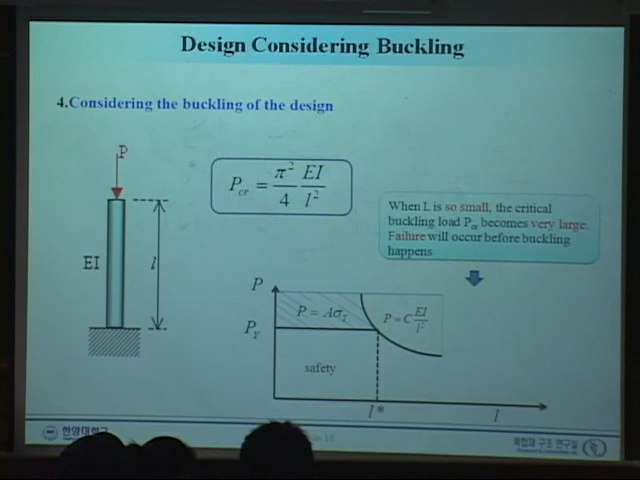 Design Considering Buckling
4.Considering the buckling of the design
P
EI
l
P_cr = π²/4 EI/l²
When L is so small, the critical
buckling load P_cr becomes very large.
Failure will occur before buckling
happens
P
P = Aσ_Y
P = C EI/l²
P_Y
safety
l*
l
한양대학교
복합재 구조 연구실